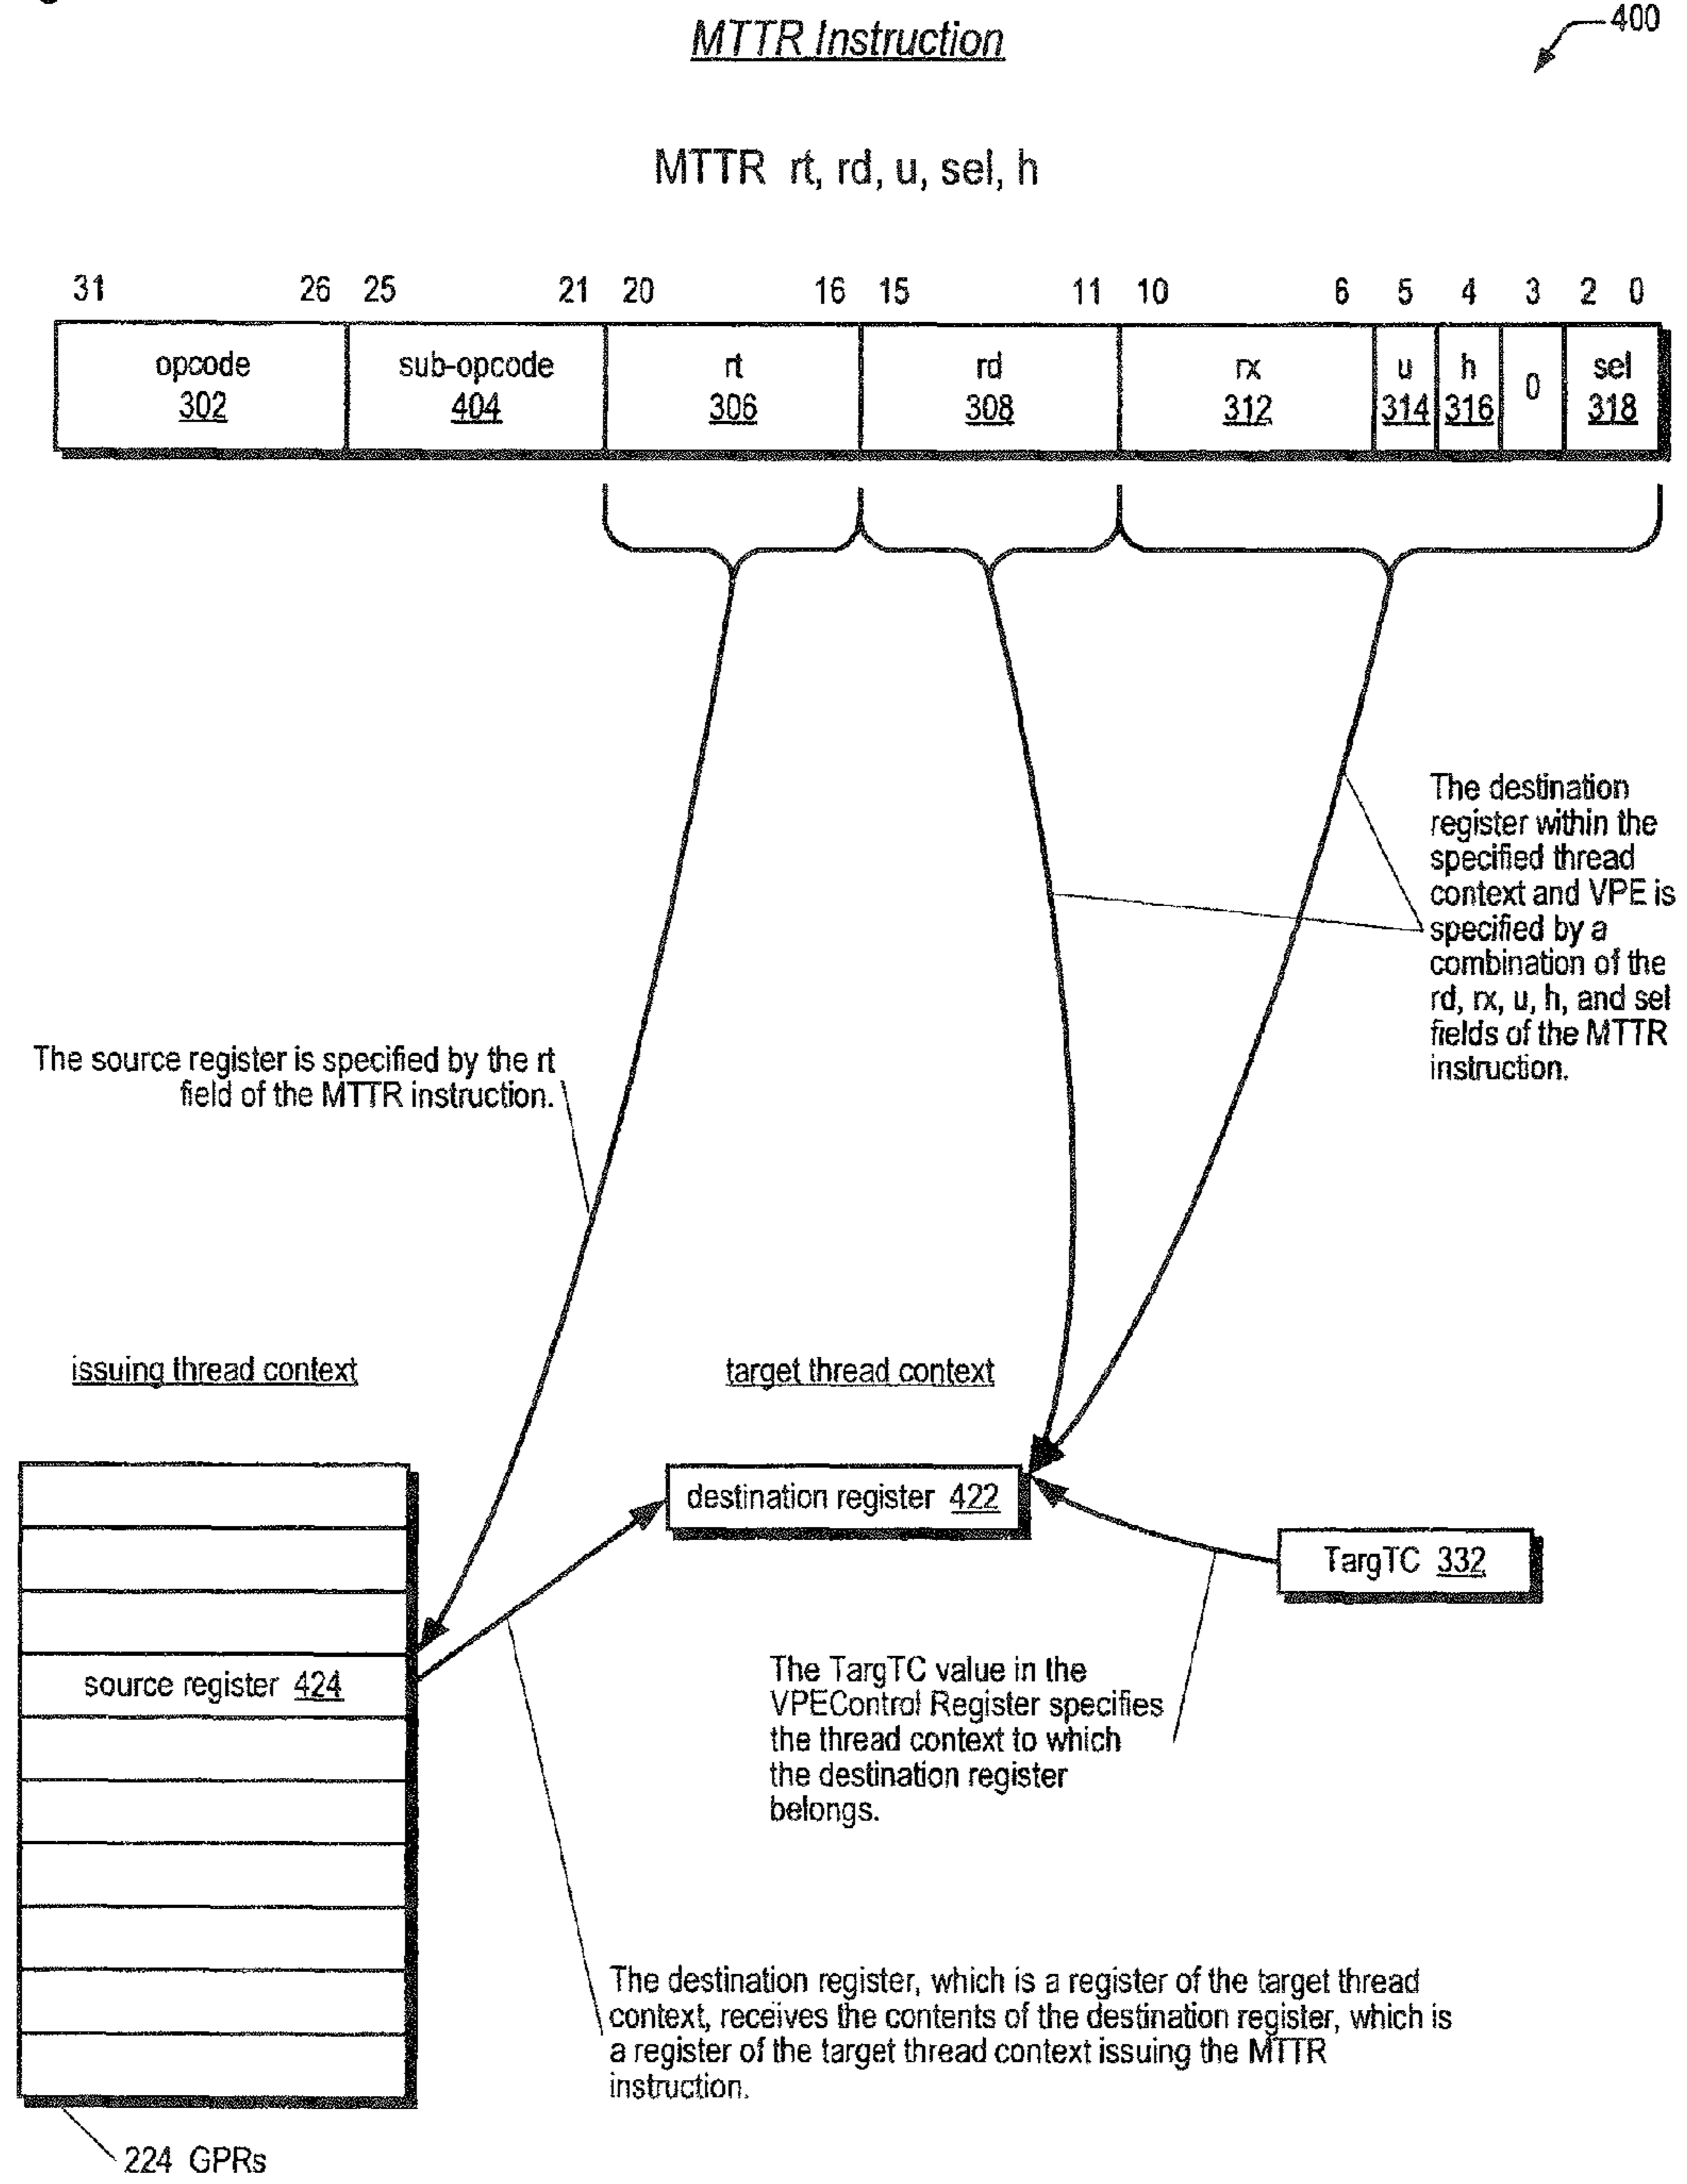 MTTR Instruction
400
MTTR rt, rd, u, sel, h
31 26 25 21 20 16 15 11 10 6 5 4 3 2 0
opcode sub-opcode rt rd rx u h 0 sel
302 404 306 308 312 314 316 318
The destination
register within the
specified thread
context and VPE is
specified by a
combination of the
rd, rx, u, h, and sel
fields of the MTTR
instruction.
The source register is specified by the rt
field of the MTTR instruction.
issuing thread context
target thread context
destination register 422
TargTC 332
source register 424
The TargTC value in the
VPEControl Register specifies
the thread context to which
the destination register
belongs.
The destination register, which is a register of the target thread
context, receives the contents of the destination register, which is
a register of the target thread context issuing the MTTR
instruction.
224 GPRs